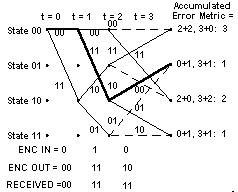 t = 0 t = 1 t = 2 t = 3
Accumulated
Error Metric =
State 00 00 00 00 2+2, 3+0: 3
11 11 11
State 01 0+1, 3+1: 1
11
00
10
State 10 2+0, 3+2: 2
10
01 01
State 11 10 0+1, 3+1: 1
ENC IN = 0 1 0
ENC OUT = 00 11 10
RECEIVED =00 11 11